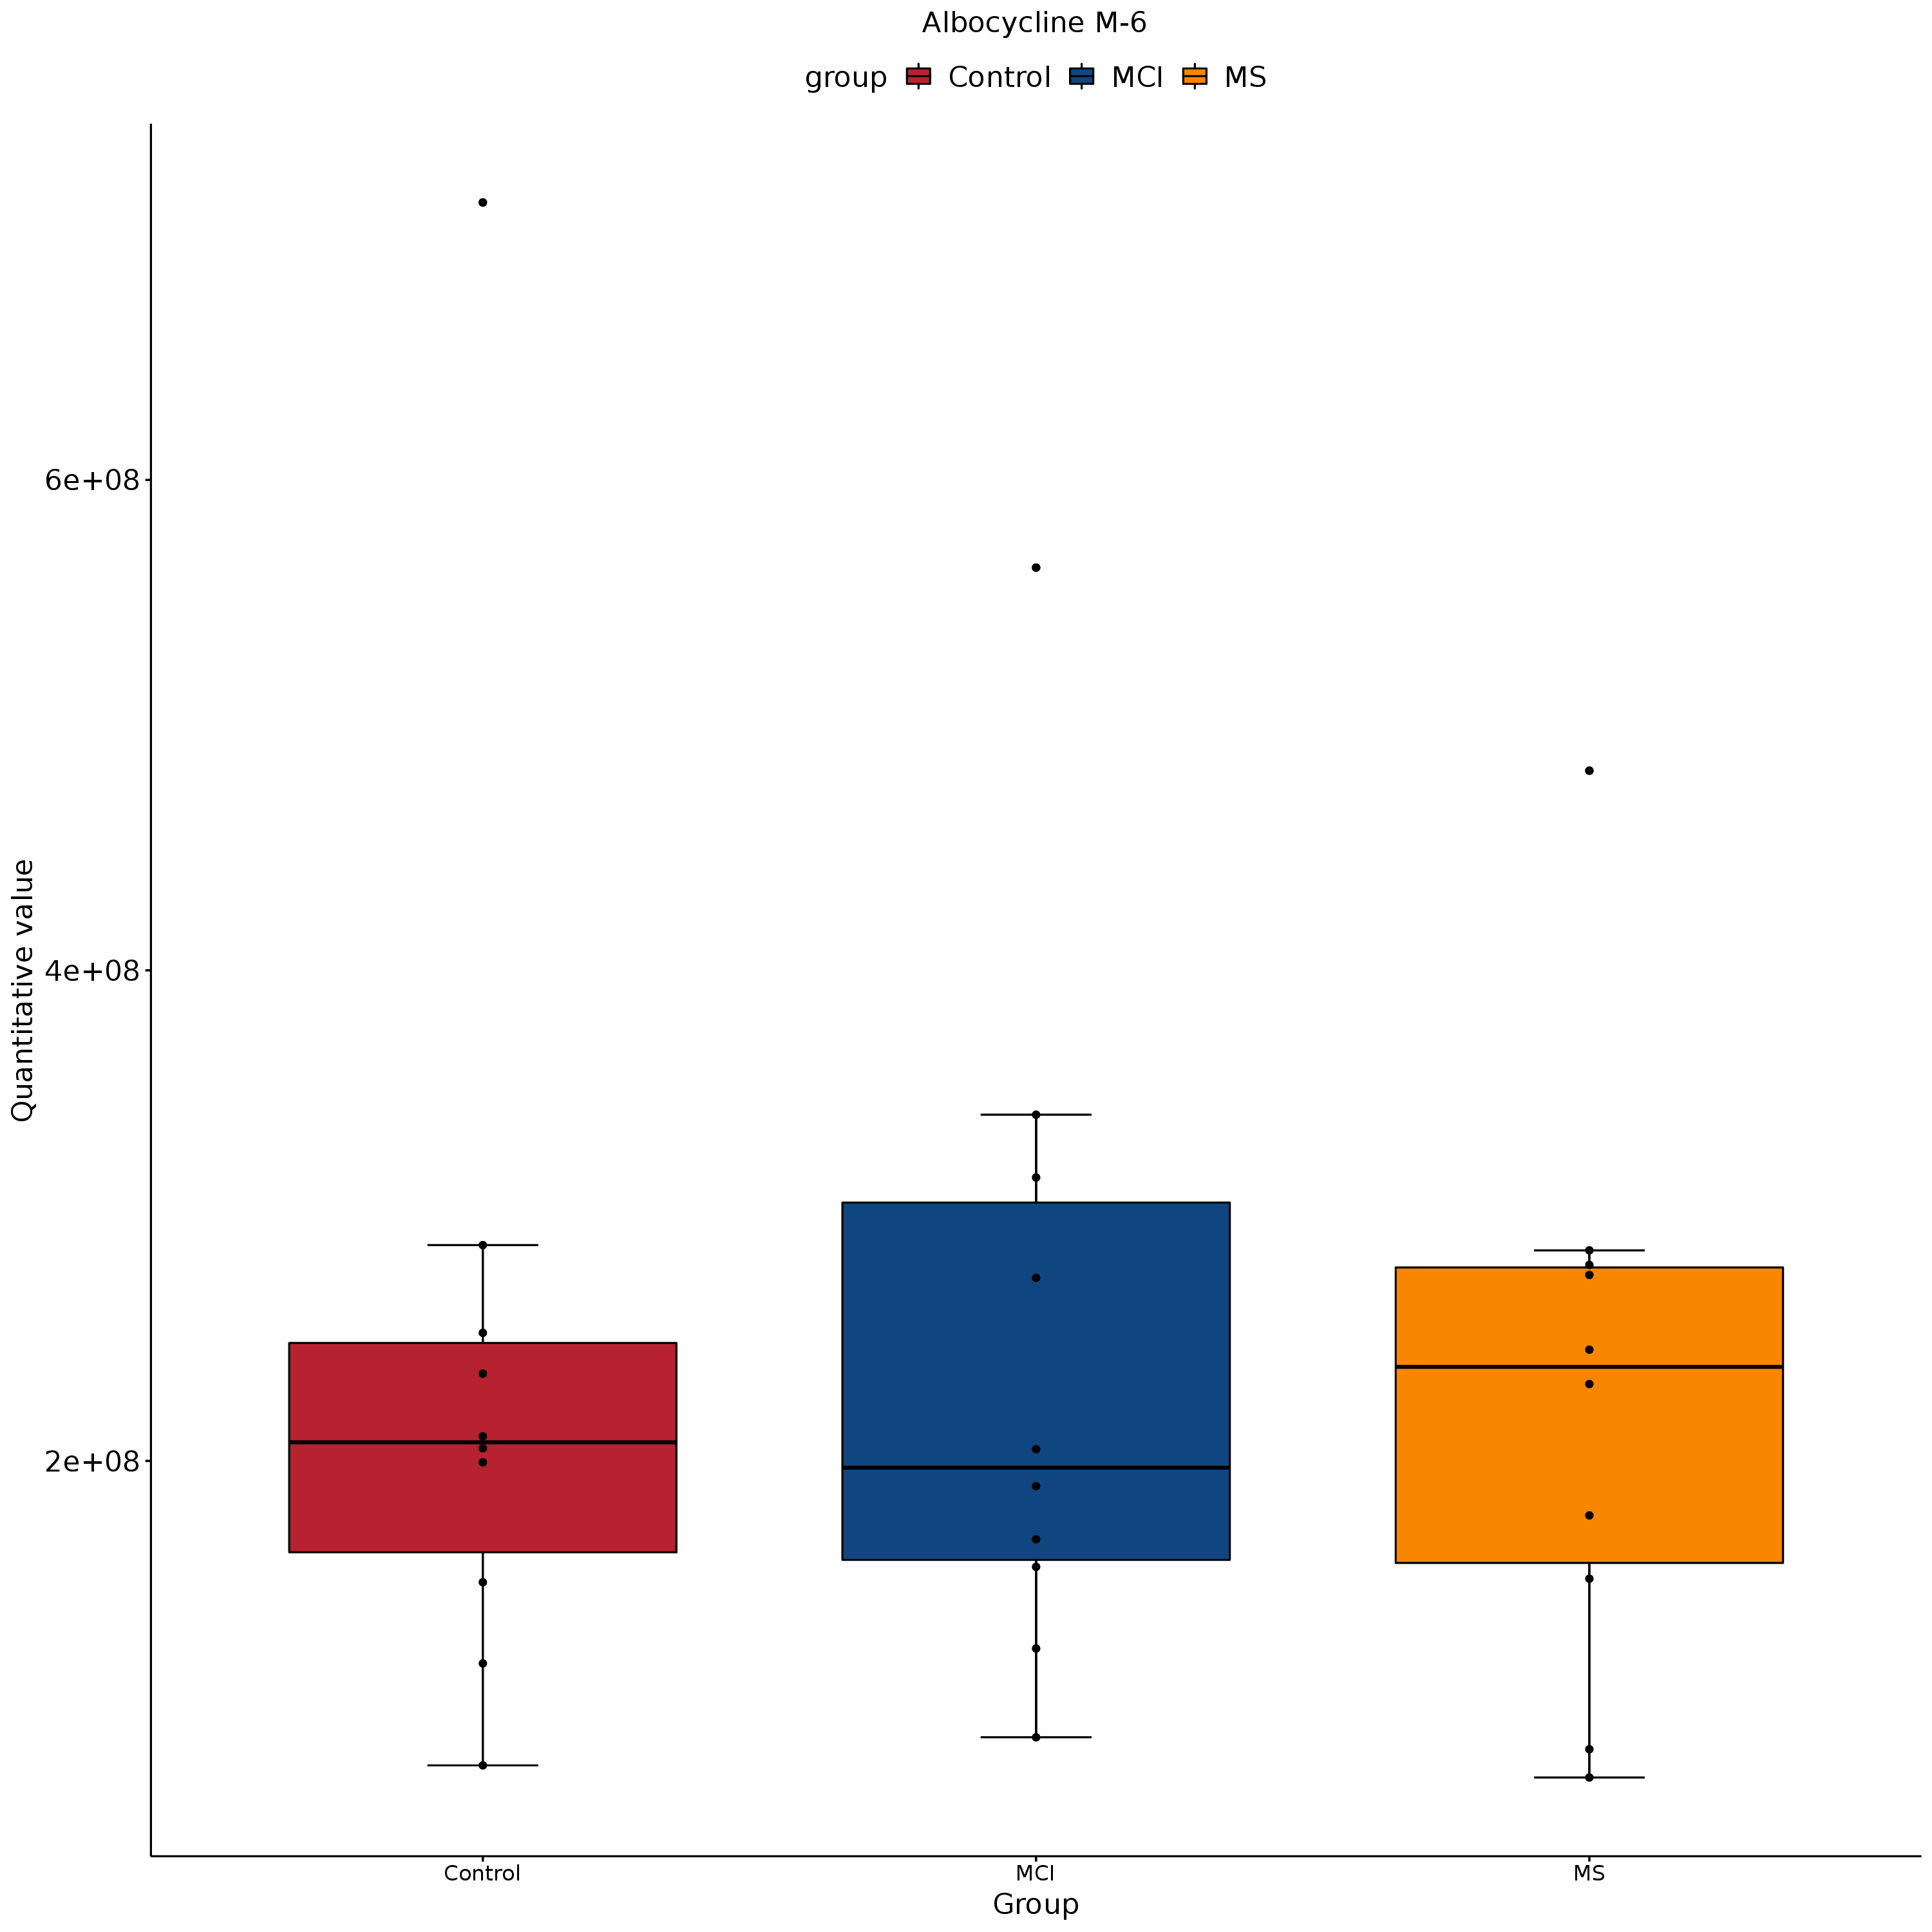 Albocycline M-6
group Control MCI MS
Quantitative value
6e+08
4e+08
2e+08
Control MCI MS
Group